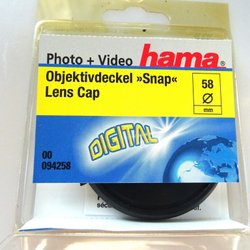 Photo + Video
hama
Objektivdeckel »Snap«
Lens Cap
58
Ø
mm
DIGITAL
00
094258